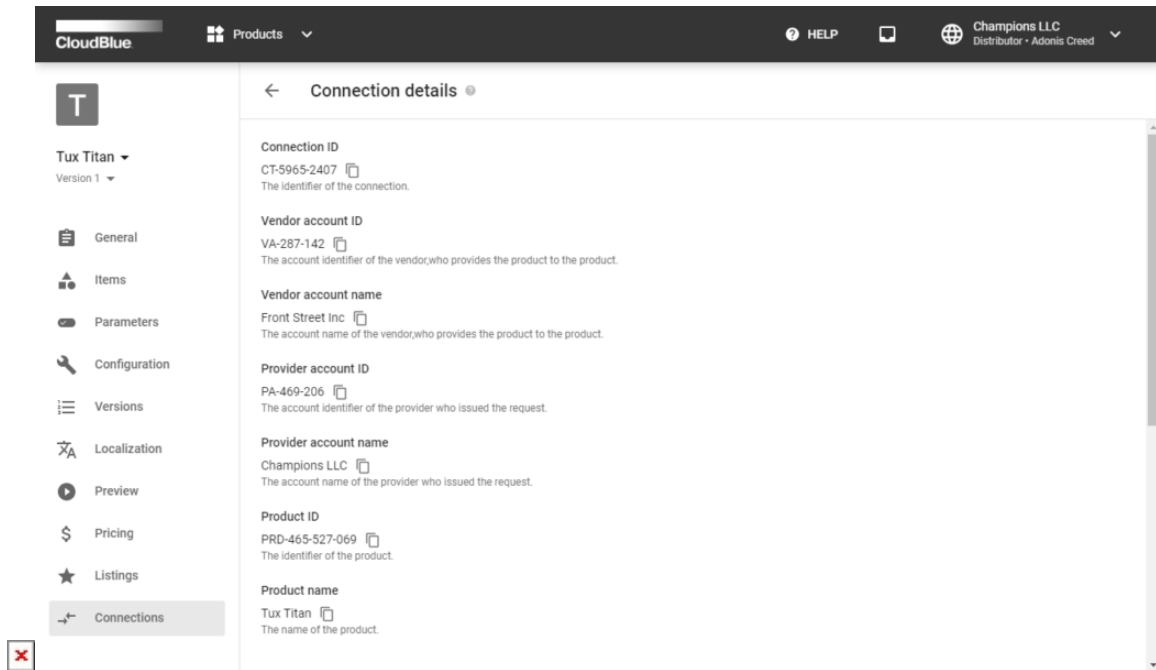 CloudBlue.
Products
HELP
Champions LLC
Distributor • Adonis Creed
T
Tux Titan
Version 1
General
Items
Parameters
Configuration
Versions
Localization
Preview
Pricing
Listings
Connections
Connection details
Connection ID
CT-5965-2407
The identifier of the connection.
Vendor account ID
VA-287-142
The account identifier of the vendor,who provides the product to the product.
Vendor account name
Front Street Inc
The account name of the vendor,who provides the product to the product.
Provider account ID
PA-469-206
The account identifier of the provider who issued the request.
Provider account name
Champions LLC
The account name of the provider who issued the request.
Product ID
PRD-465-527-069
The identifier of the product.
Product name
Tux Titan
The name of the product.